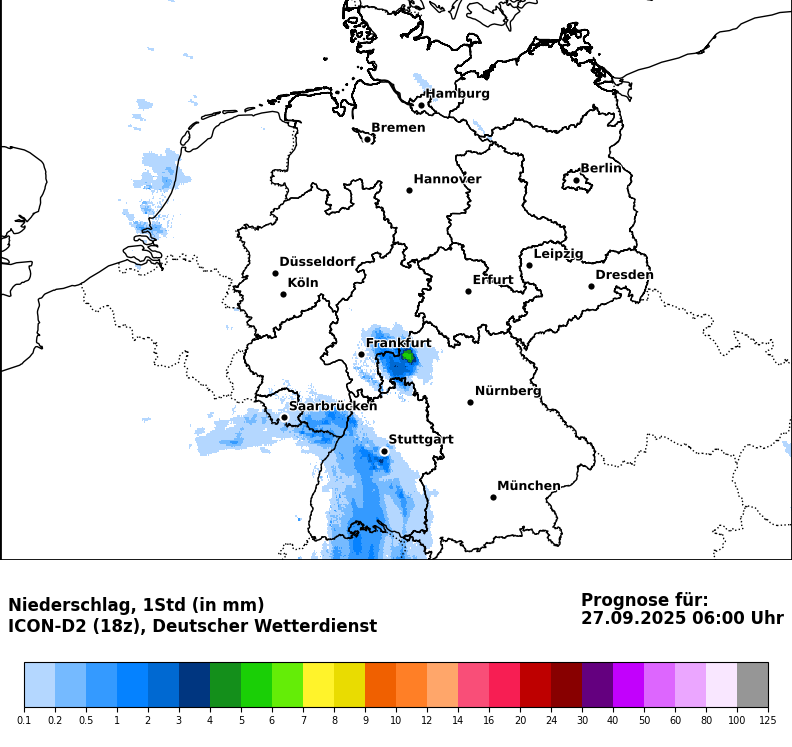 Hamburg
Bremen
Berlin
Hannover
Leipzig
Düsseldorf
Dresden
Köln
Erfurt
Frankfurt
Nürnberg
Saarbrücken
Stuttgart
München
Niederschlag, 1Std (in mm)
ICON-D2 (18z), Deutscher Wetterdienst
Prognose für:
27.09.2025 06:00 Uhr
0.1 0.2 0.5 1 2 3 4 5 6 7 8 9 10 12 14 16 20 24 30 40 50 60 80 100 125